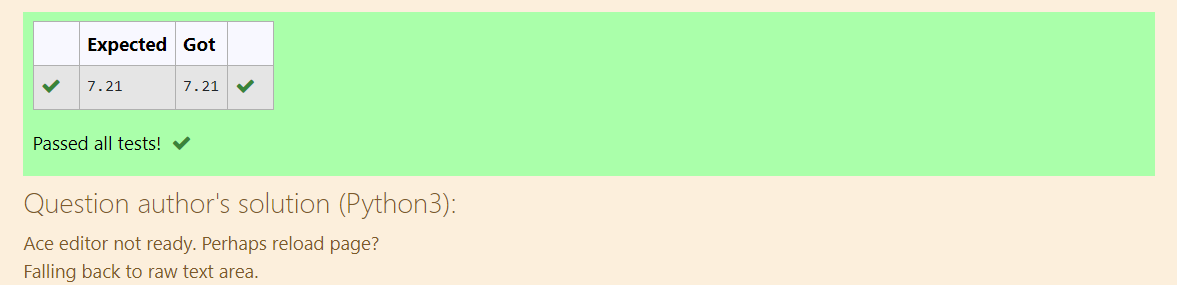 Expected Got
7.21 7.21
Passed all tests!
Question author's solution (Python3):
Ace editor not ready. Perhaps reload page?
Falling back to raw text area.